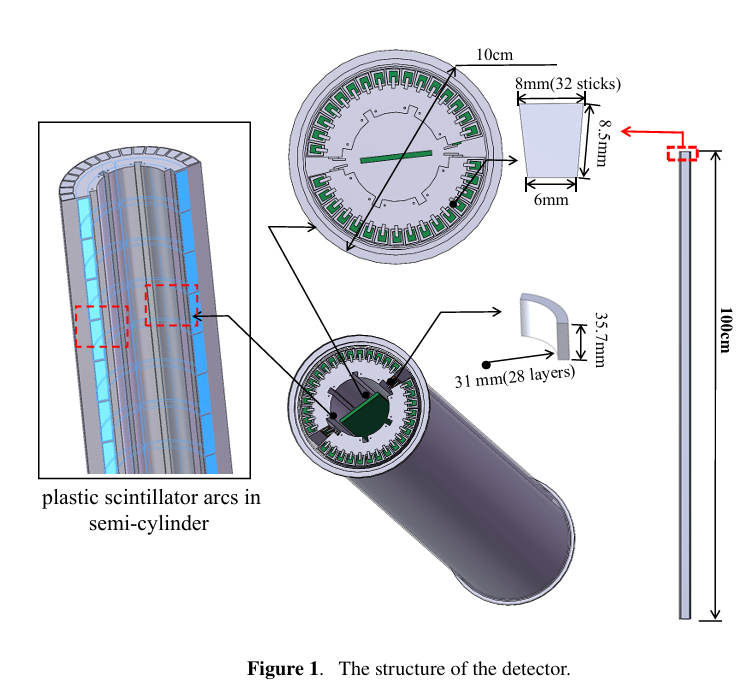 10cm
8mm(32 sticks)
8.5mm
6mm
35.7mm
31 mm(28 layers)
100cm
plastic scintillator arcs in
semi-cylinder
Figure 1. The structure of the detector.